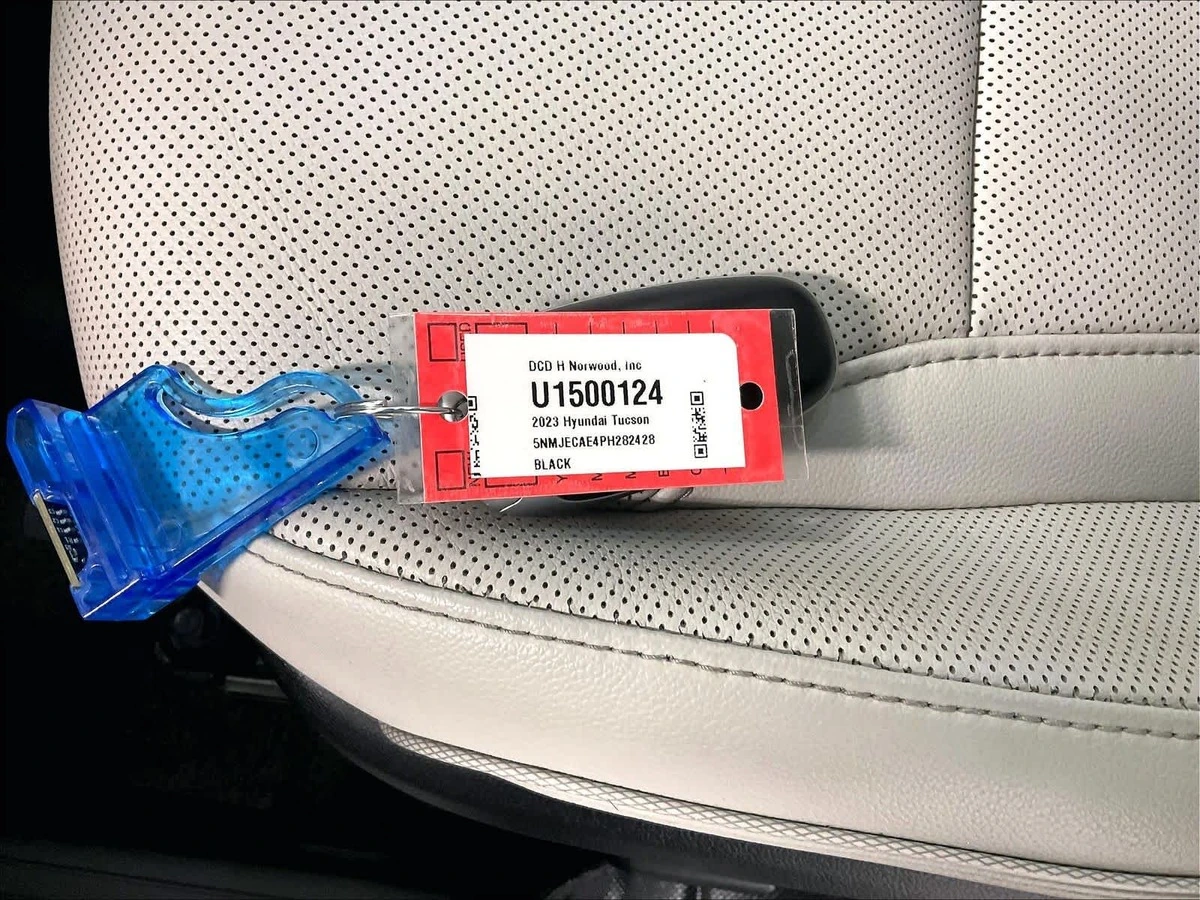 DCD H Norwood, Inc
U1500124
2023 Hyundai Tucson
5NMJECAE4PH282428
BLACK